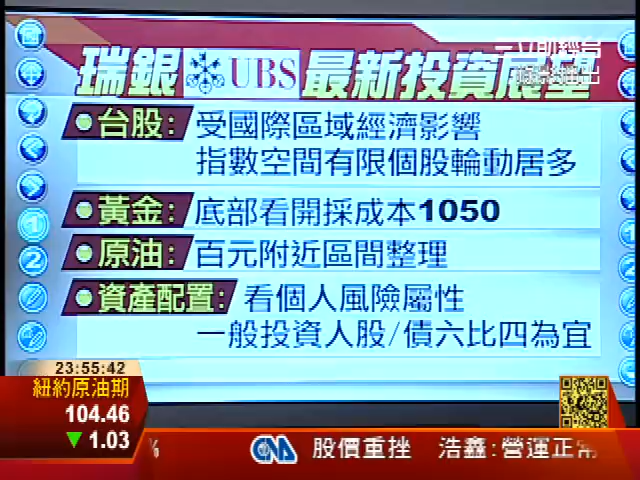 瑞銀 UBS 最新投資展望
台股: 受國際區域經濟影響
指數空間有限個股輪動居多
黃金: 底部看開採成本1050
原油: 百元附近區間整理
資產配置: 看個人風險屬性
一般投資人股/債六比四為宜
1
2
23:55:42
紐約原油期
104.46
▼1.03
% CNA 股價重挫 浩鑫:營運正常